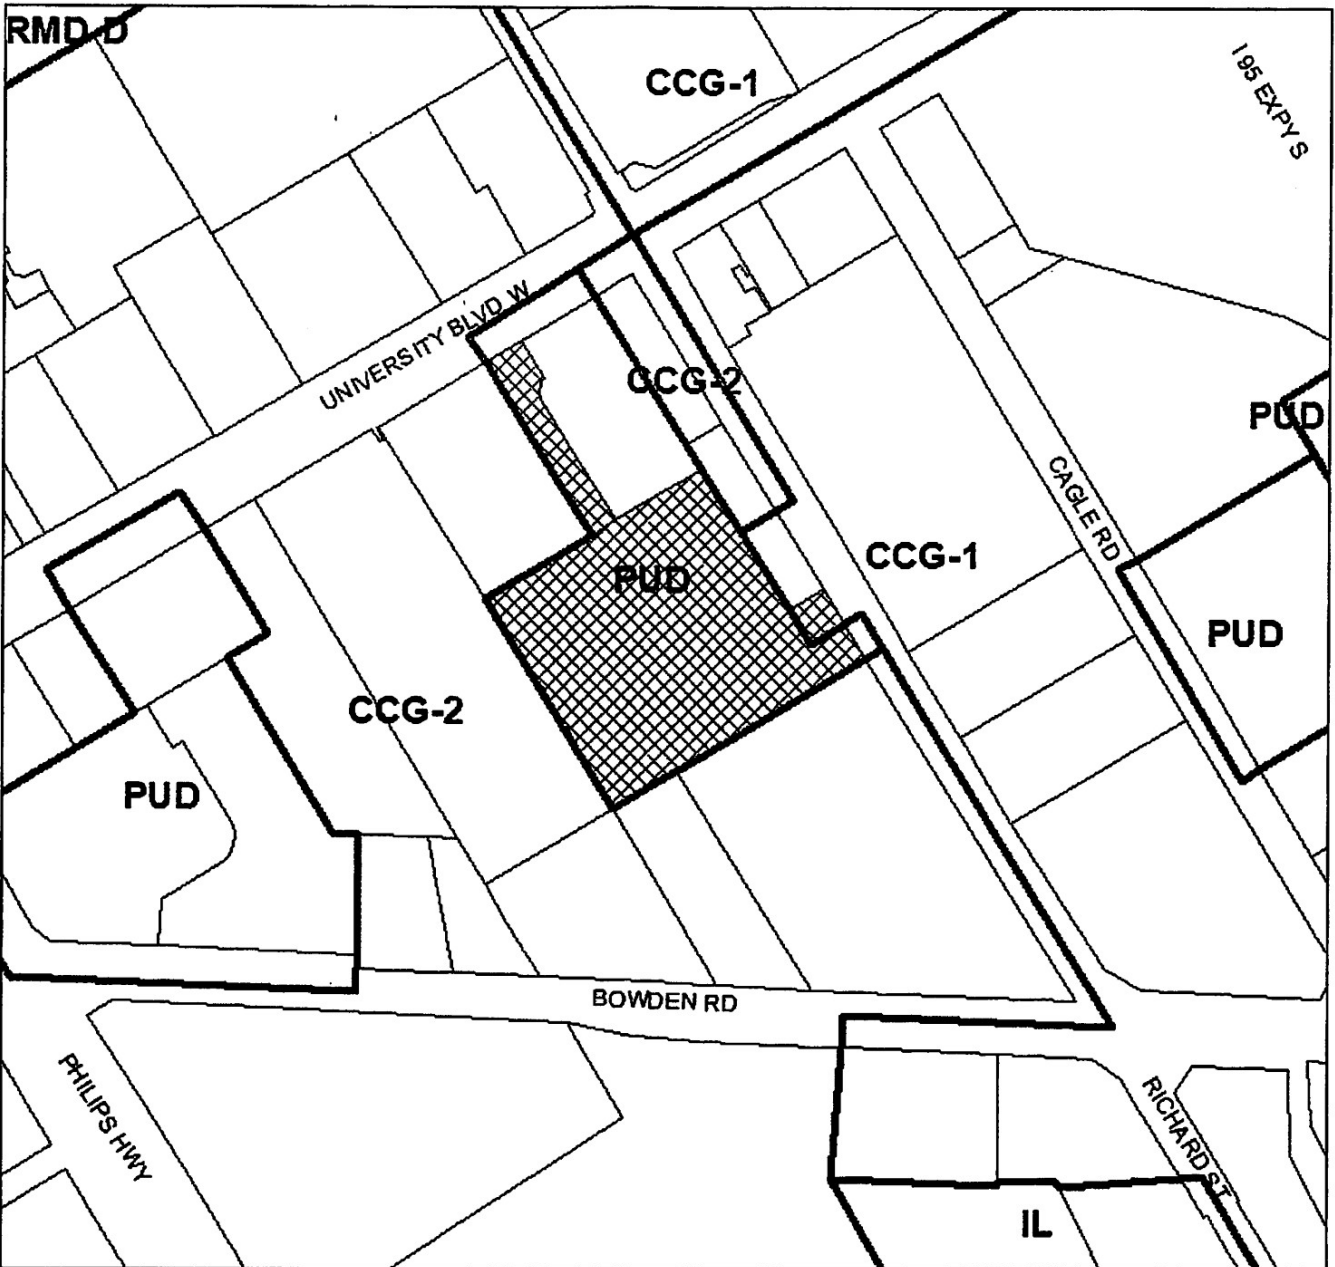 RMD-D
CCG-1
I 95 EXPY S
UNIVERSITY BLVD W
CCG-2
PUD
CAGLE RD
CCG-1
PUD
PUD
CCG-2
PUD
BOWDEN RD
PHILIPS HWY
RICHARD ST
IL